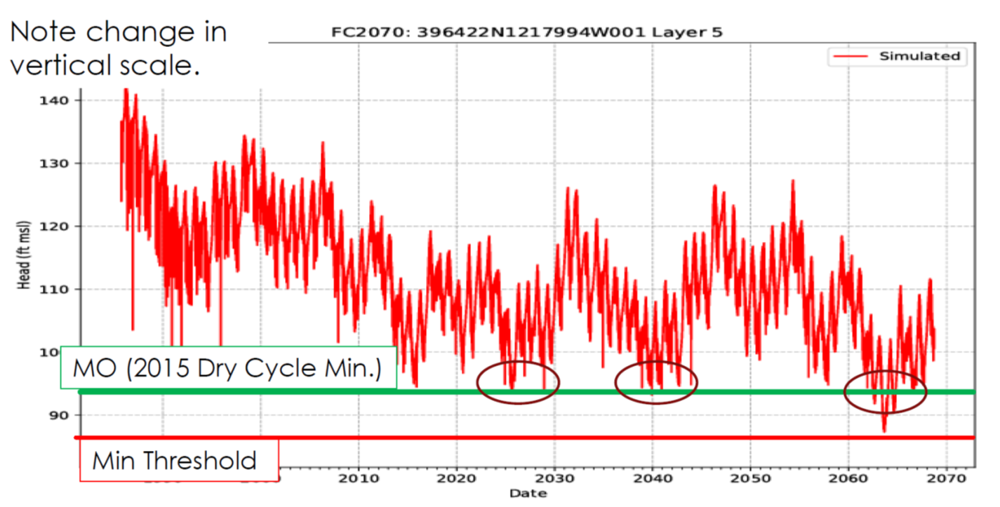 Note change in
vertical scale.
FC2070: 396422N1217994W001 Layer 5
Simulated
140
130
120
110
10
90
Head (ft msl)
MO (2015 Dry Cycle Min.)
Min Threshold
2010
2020
2030
2040
2050
2060
2070
Date